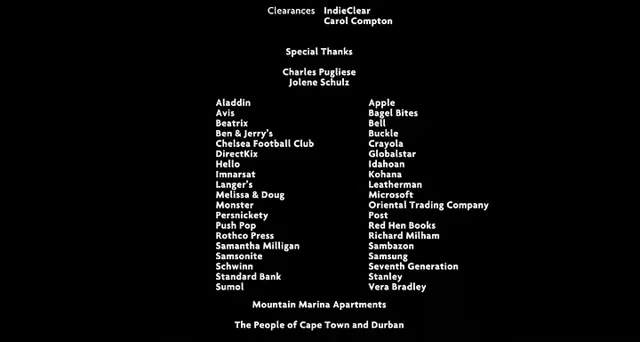 Clearances IndieClear
Carol Compton
Special Thanks
Charles Pugliese
Jolene Schulz
Aladdin Apple
Avis Bagel Bites
Beatrix Bell
Ben & Jerry's Buckle
Chelsea Football Club Crayola
DirectKix Globalstar
Hello Idahoan
Imnarsat Kohana
Langer's Leatherman
Melissa & Doug Microsoft
Monster Oriental Trading Company
Persnickety Post
Push Pop Red Hen Books
Rothco Press Richard Milham
Samantha Milligan Sambazon
Samsonite Samsung
Schwinn Seventh Generation
Standard Bank Stanley
Sumol Vera Bradley
Mountain Marina Apartments
The People of Cape Town and Durban